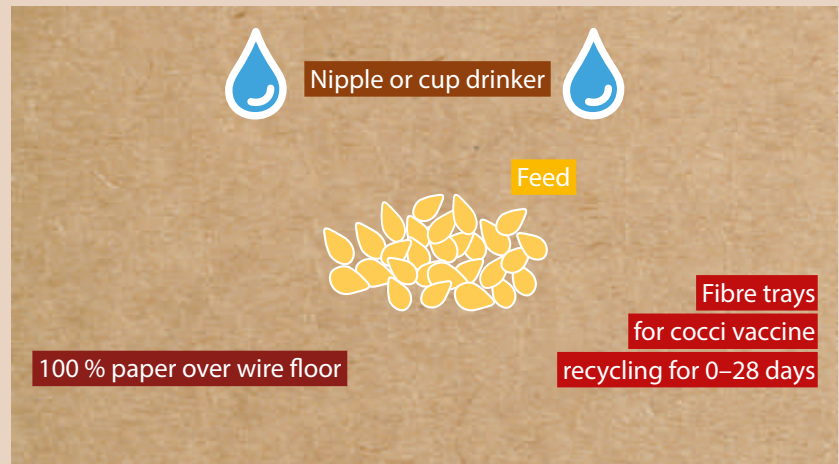 Nipple or cup drinker
Feed
Fibre trays
for cocci vaccine
recycling for 0–28 days
100 % paper over wire floor